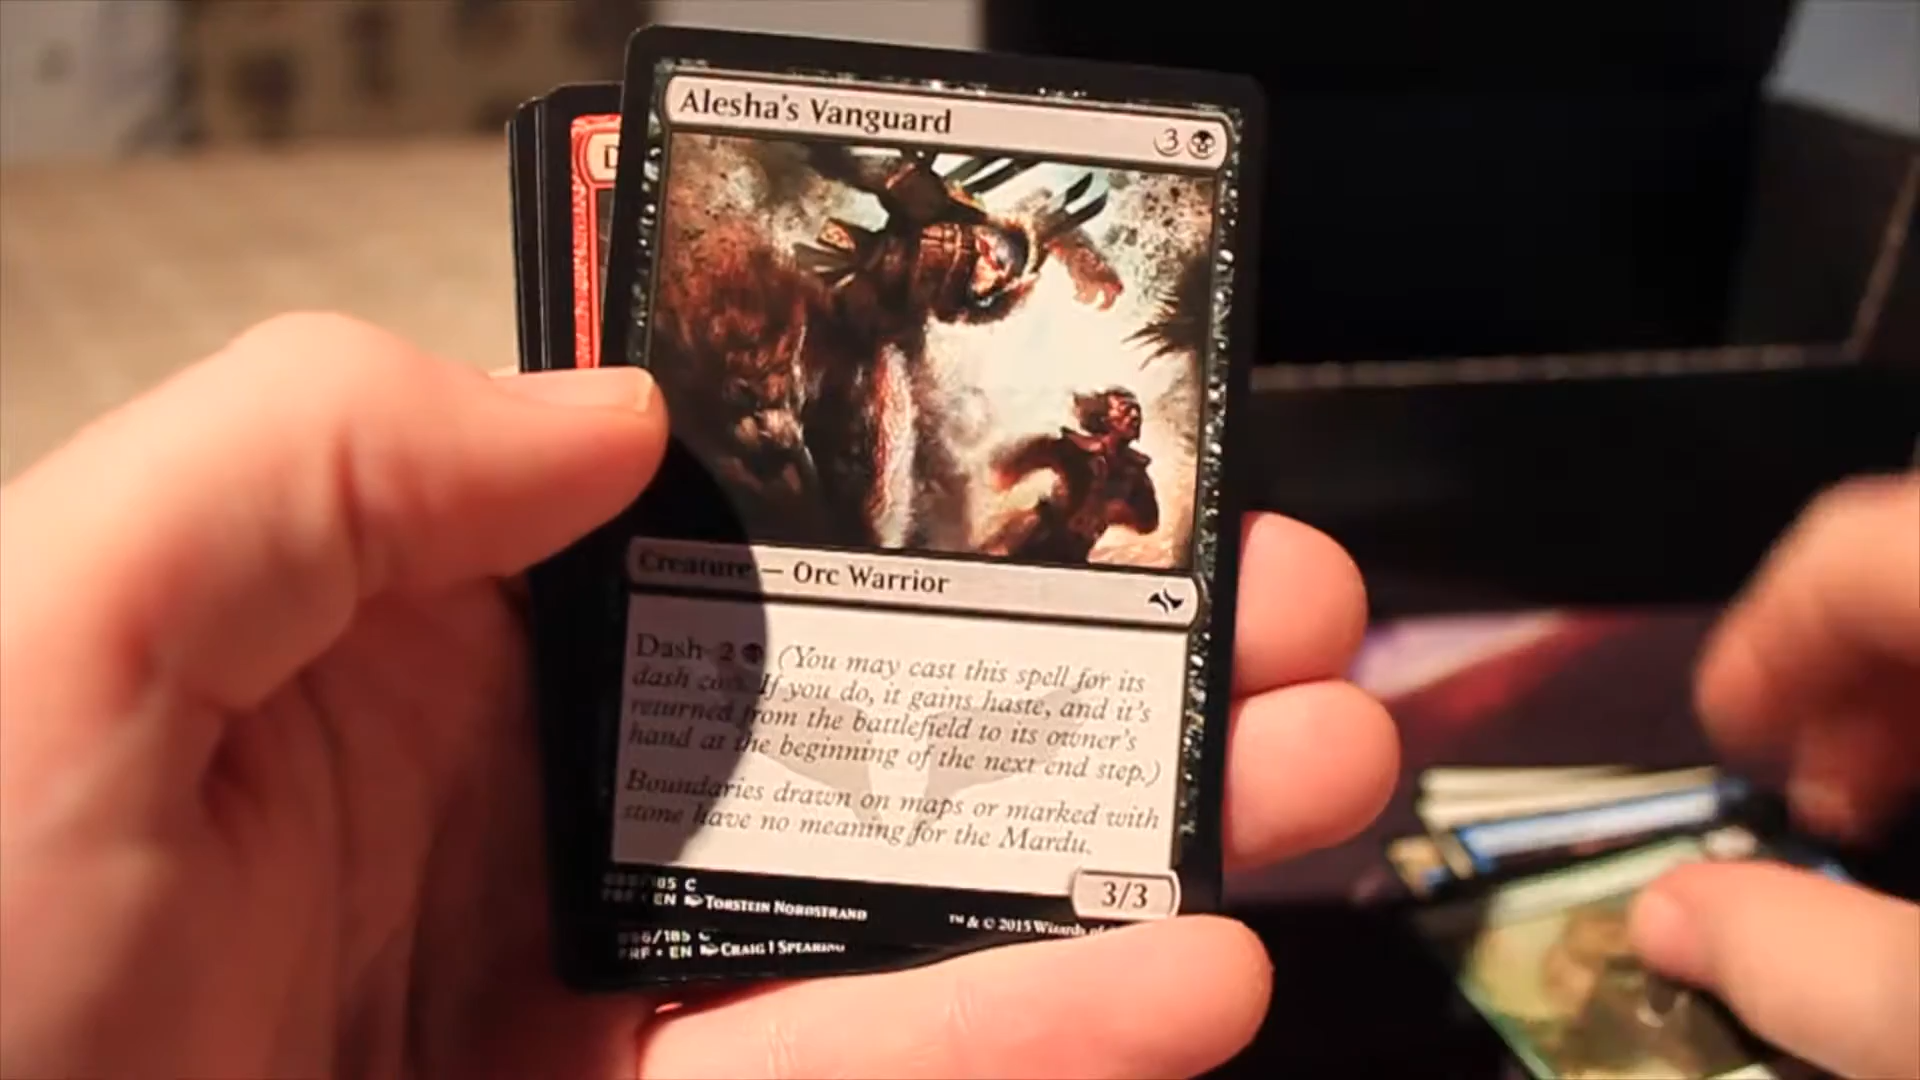 Alesha's Vanguard
3
D
Creature — Orc Warrior
Dash 2 (You may cast this spell for its
dash cost. If you do, it gains haste, and it's
returned from the battlefield to its owner's
hand at the beginning of the next end step.)
Boundaries drawn on maps or marked with
stone have no meaning for the Mardu.
3/3
185 C
EN Torstein Nordstrand
™ & © 2015 Wizards of
/185 C
FRF • EN Craig J Spearing